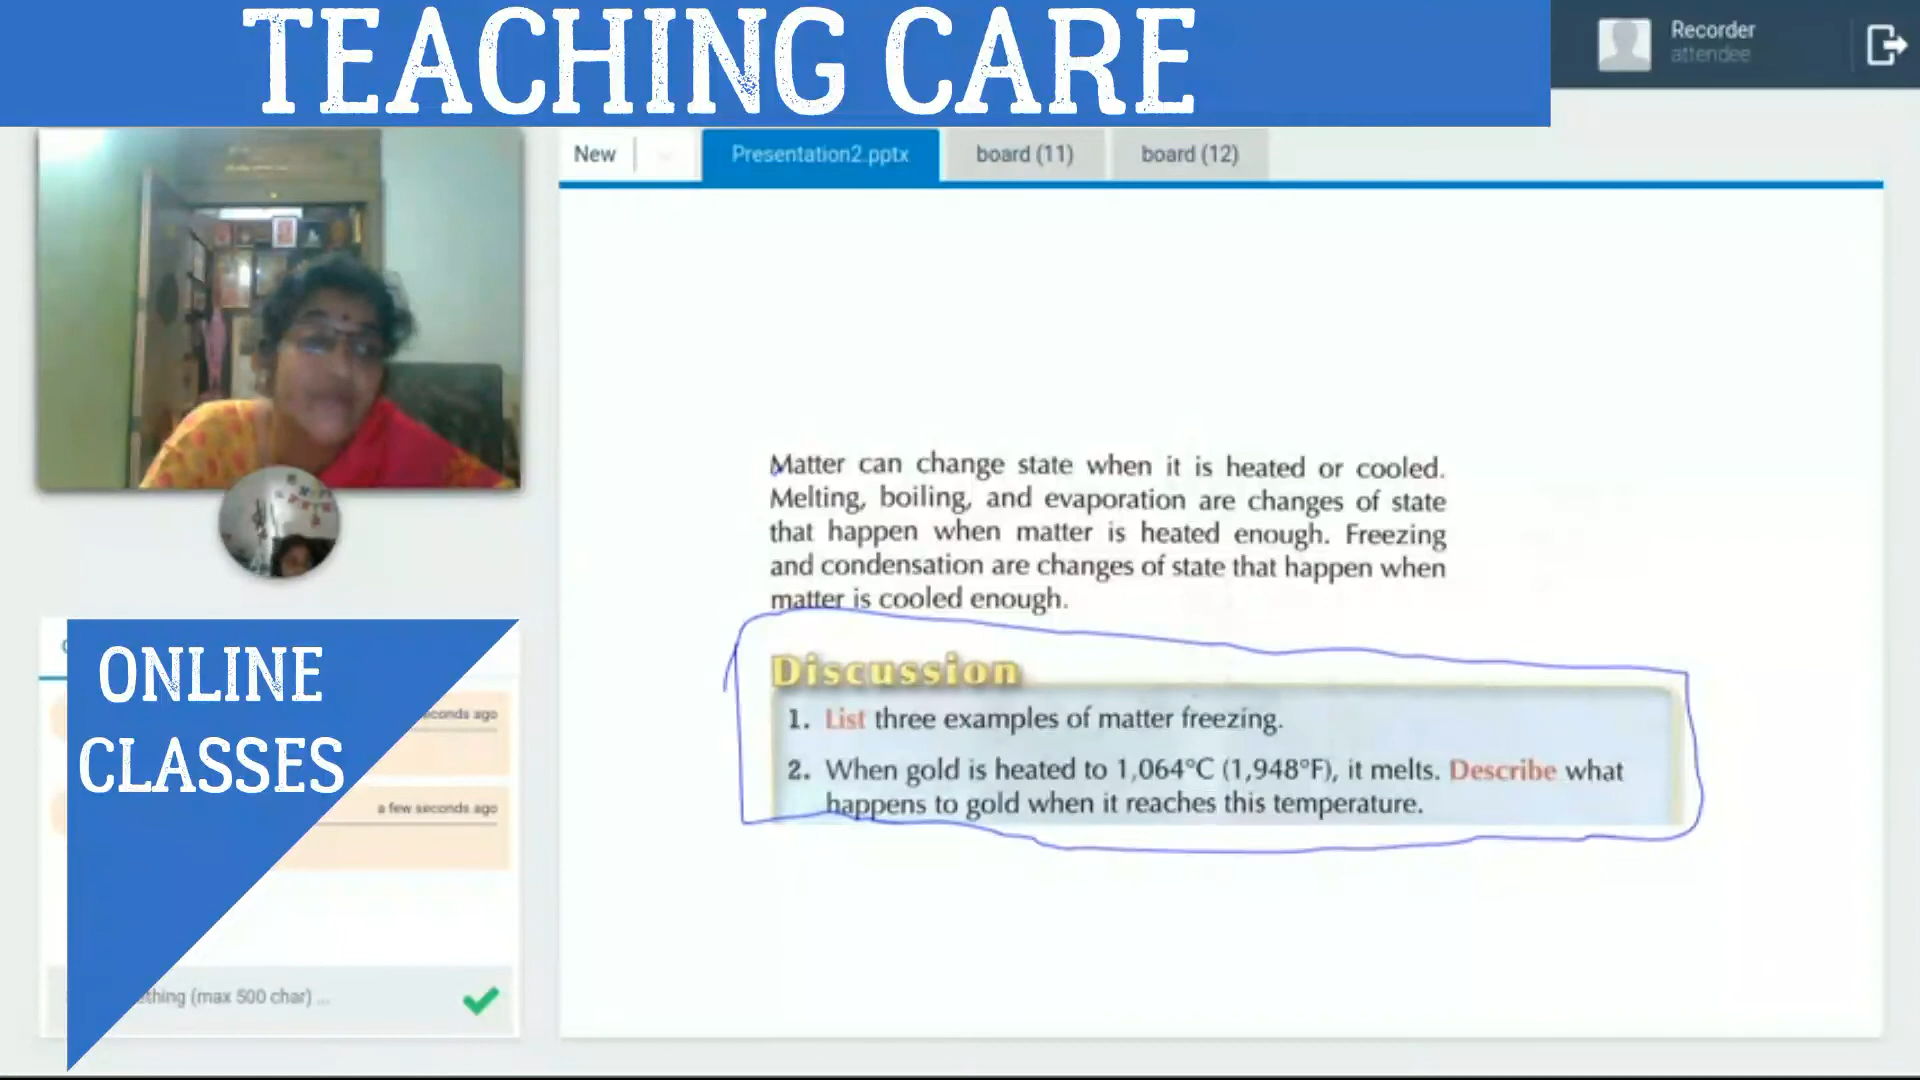 TEACHING CARE
Recorder
attendee
New
Presentation2.pptx
board (11)
board (12)
Matter can change state when it is heated or cooled.
Melting, boiling, and evaporation are changes of state
that happen when matter is heated enough. Freezing
and condensation are changes of state that happen when
matter is cooled enough.
Discussion
1. List three examples of matter freezing.
2. When gold is heated to 1,064°C (1,948°F), it melts. Describe what
happens to gold when it reaches this temperature.
ONLINE
CLASSES
ago
a few seconds ago
(max 500 char) ...